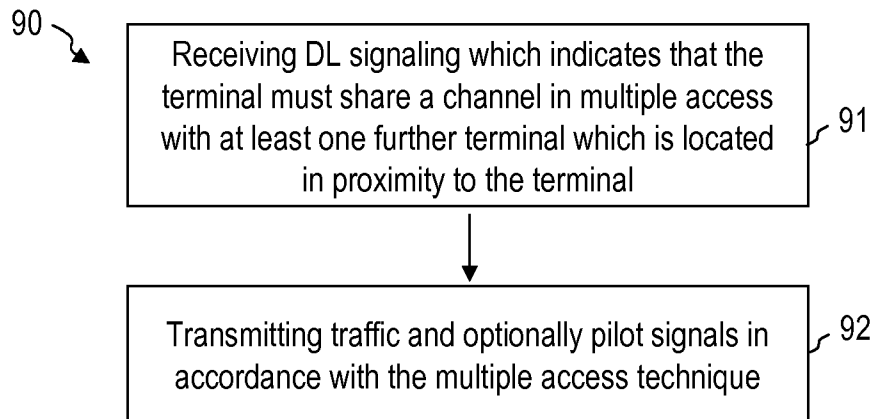 90
Receiving DL signaling which indicates that the
terminal must share a channel in multiple access
with at least one further terminal which is located
in proximity to the terminal
91
Transmitting traffic and optionally pilot signals in
accordance with the multiple access technique
92